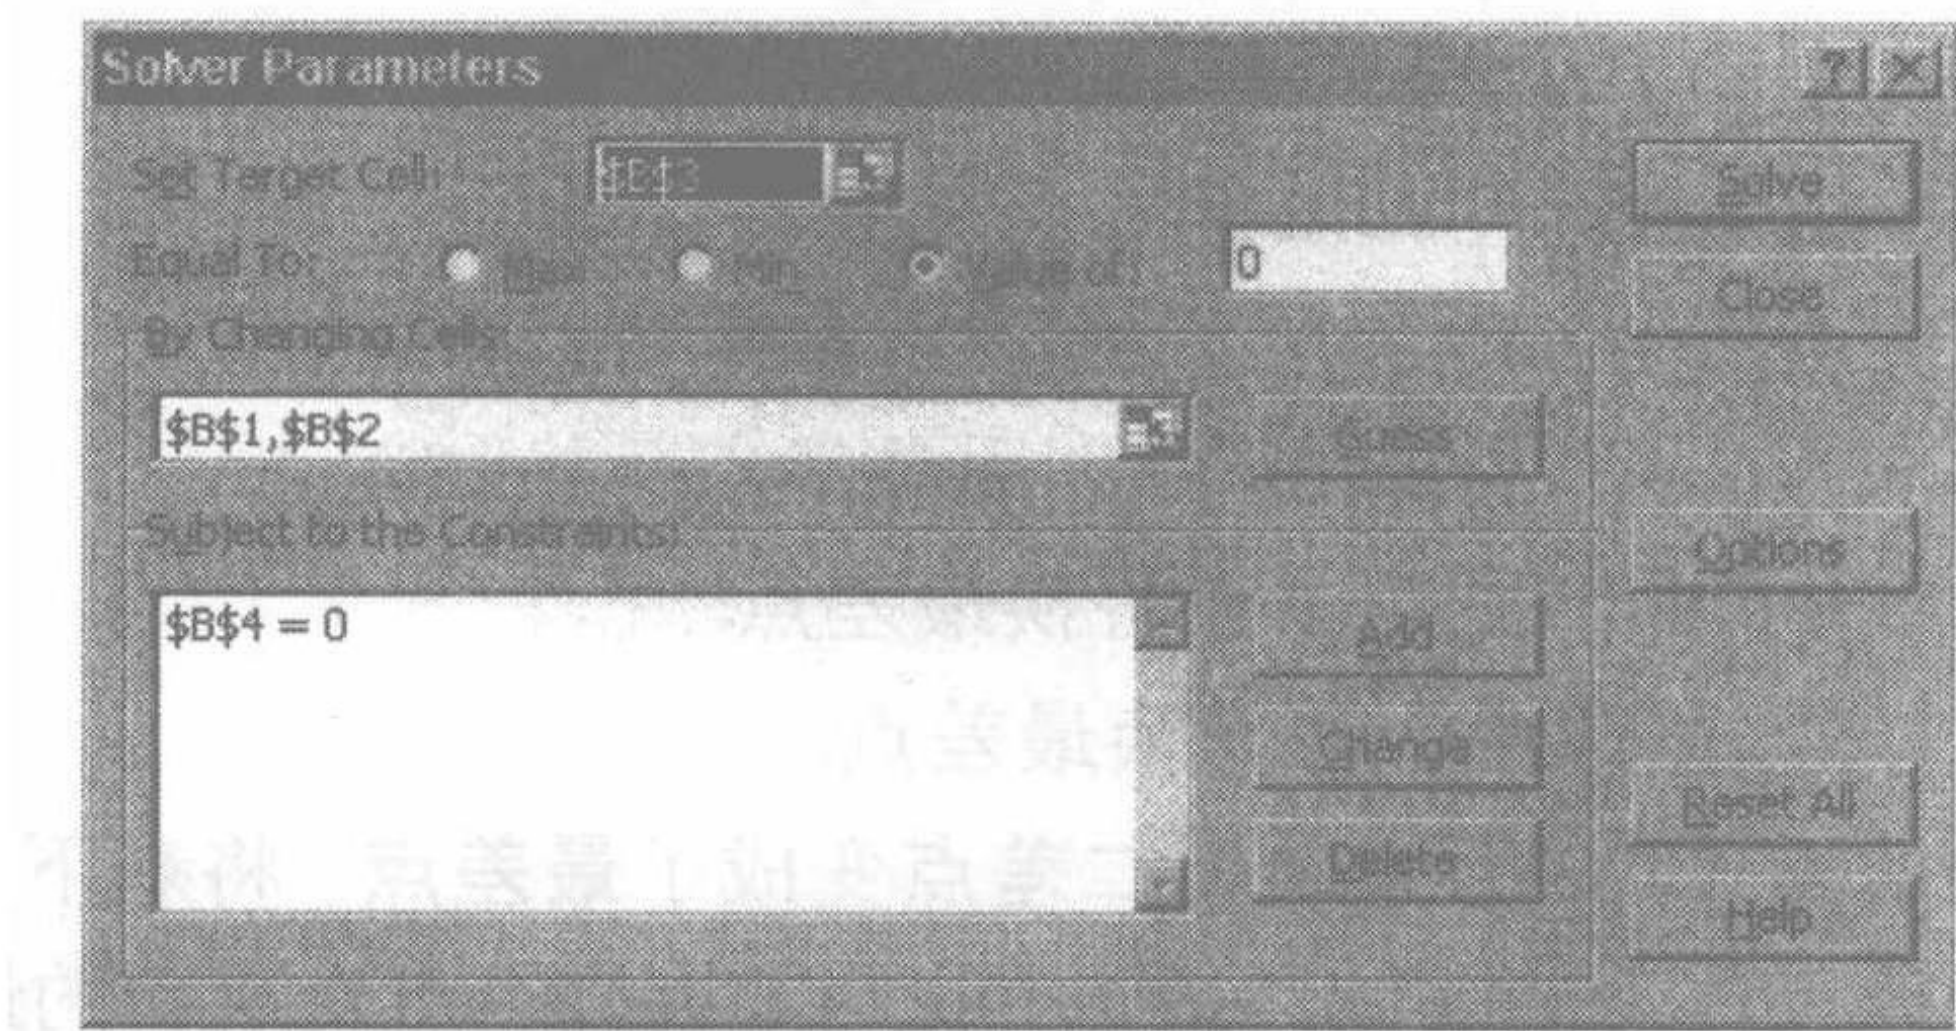 Solver Parameters
Set Target Cell: $B$3 Solve
Equal To: Max Min Value of: 0 Close
By Changing Cells:
$B$1,$B$2 Guess
Subject to the Constraints: Options
$B$4 = 0 Add
Change
Reset All
Delete
Help